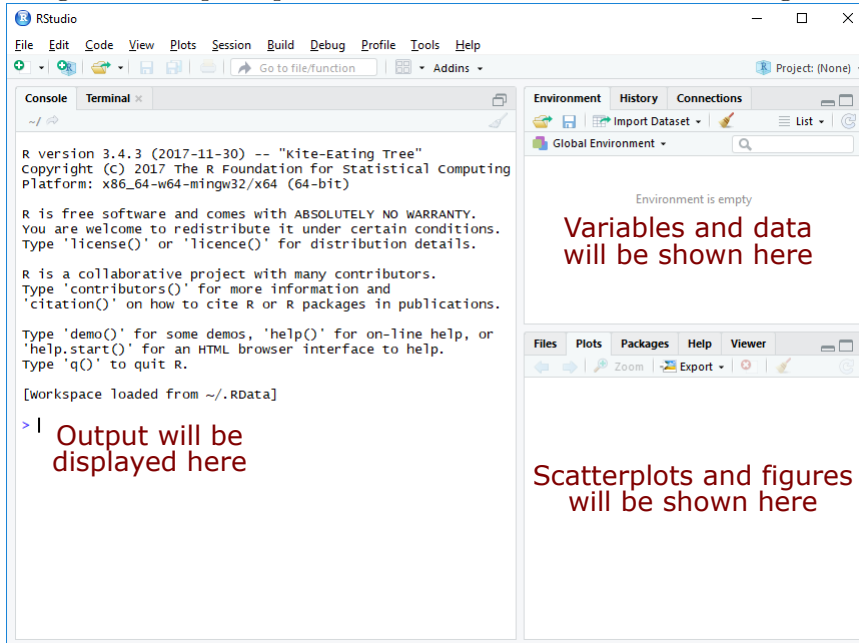 RStudio
File Edit Code View Plots Session Build Debug Profile Tools Help
Go to file/function Addins Project: (None)
Console Terminal
~/
R version 3.4.3 (2017-11-30) -- "Kite-Eating Tree"
Copyright (C) 2017 The R Foundation for Statistical Computing
Platform: x86_64-w64-mingw32/x64 (64-bit)
R is free software and comes with ABSOLUTELY NO WARRANTY.
You are welcome to redistribute it under certain conditions.
Type 'license()' or 'licence()' for distribution details.
R is a collaborative project with many contributors.
Type 'contributors()' for more information and
'citation()' on how to cite R or R packages in publications.
Type 'demo()' for some demos, 'help()' for on-line help, or
'help.start()' for an HTML browser interface to help.
Type 'q()' to quit R.
[Workspace loaded from ~/.RData]
>
Output will be
displayed here
Environment History Connections
Import Dataset List
Global Environment
Environment is empty
Variables and data
will be shown here
Files Plots Packages Help Viewer
Zoom Export
Scatterplots and figures
will be shown here